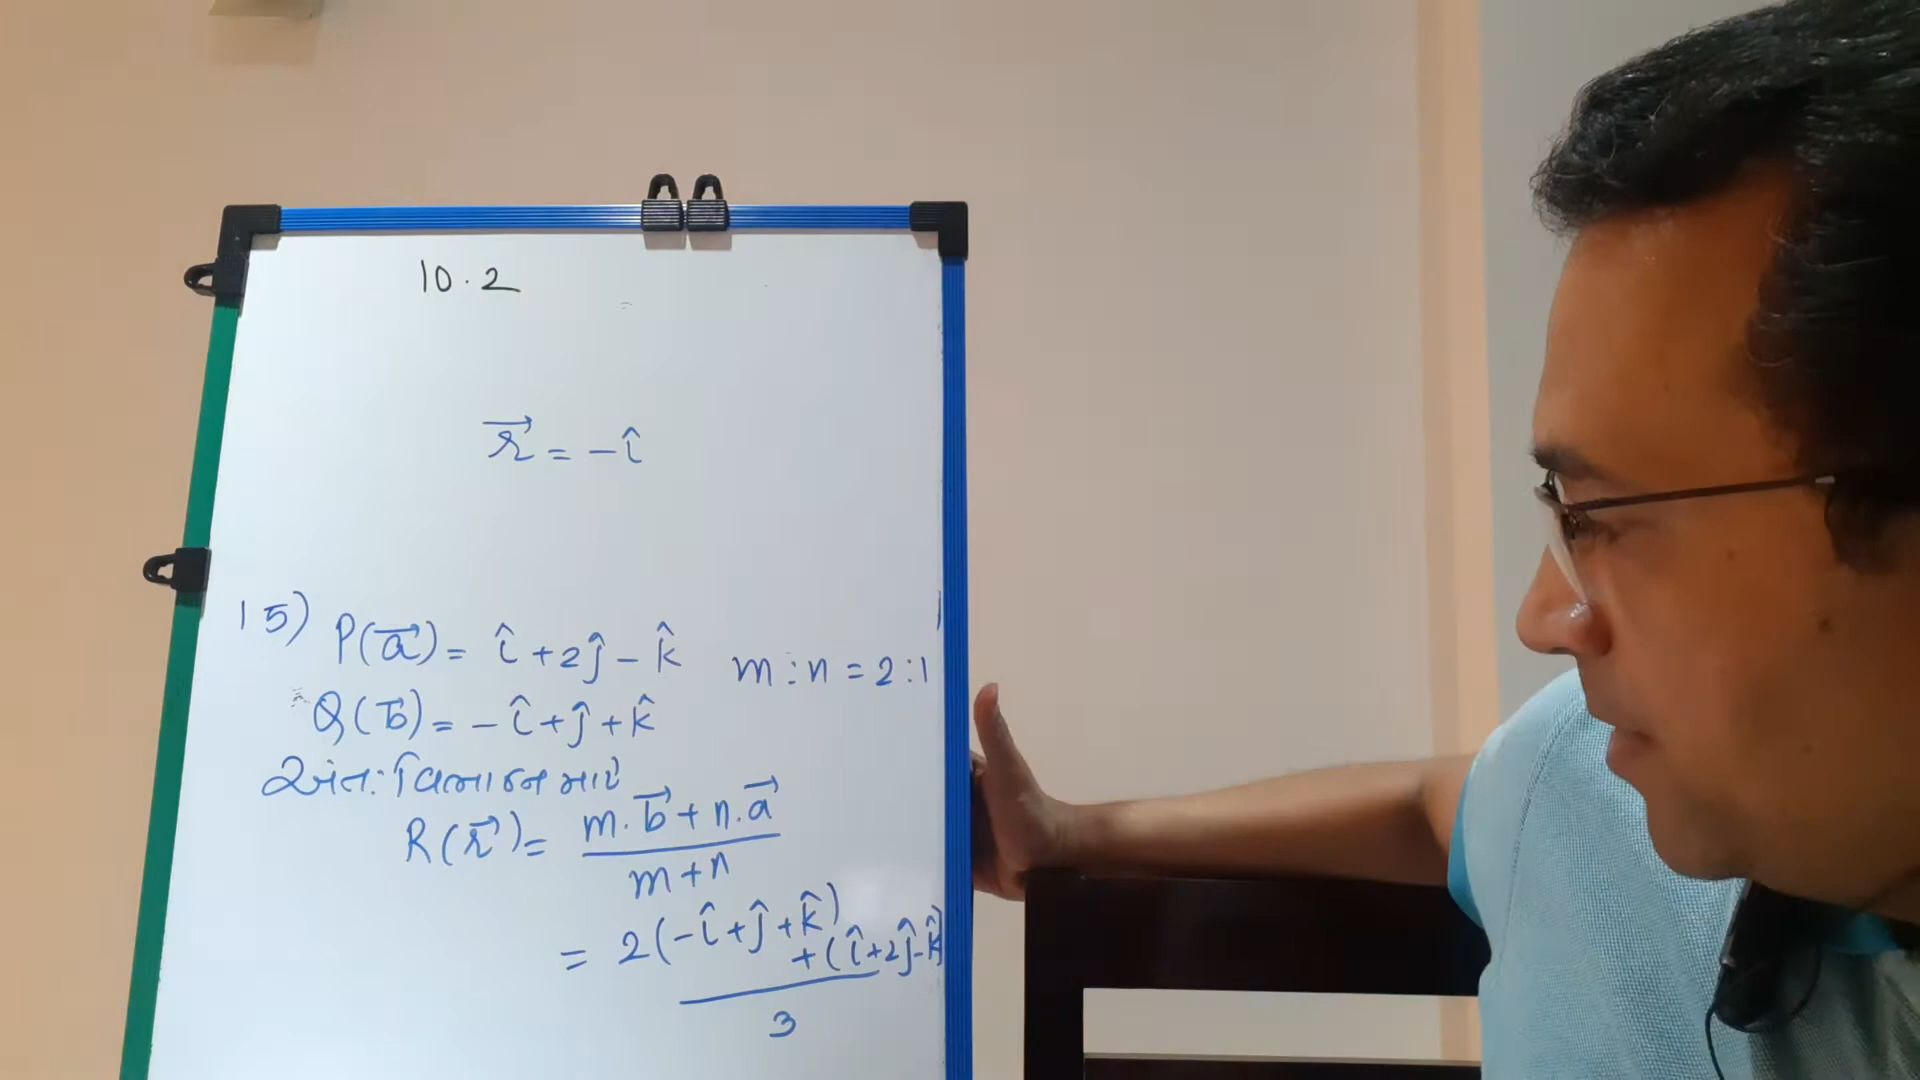 10.2
r⃗ = -î
15) P(a⃗) = î + 2ĵ - k̂ m:n = 2:1
Q(b⃗) = -î + ĵ + k̂
અંત: વિભાજન માટે
R(r⃗) = (m.b⃗ + n.a⃗) / (m+n)
= (2(-î + ĵ + k̂) + (î + 2ĵ - k̂)) / 3